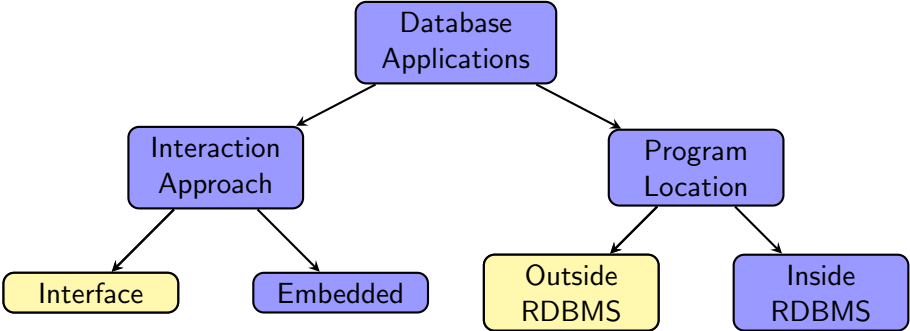 Database
Applications
Interaction
Approach
Program
Location
Interface
Embedded
Outside
RDBMS
Inside
RDBMS